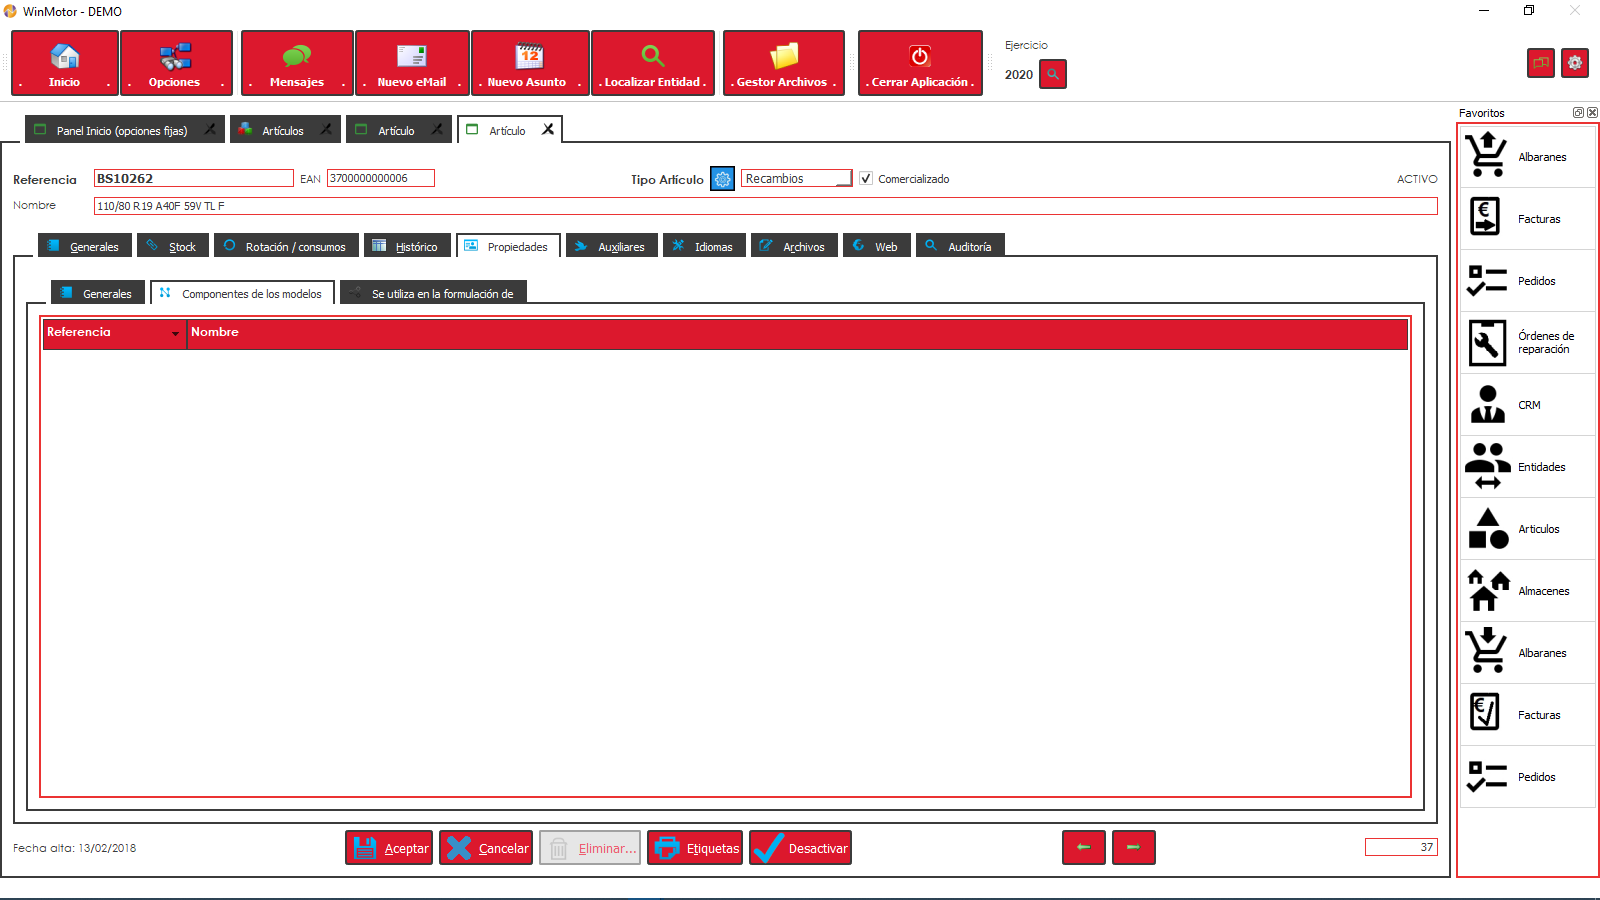 WinMotor - DEMO
. Inicio .
. Opciones .
. Mensajes .
. Nuevo eMail .
. Nuevo Asunto .
. Localizar Entidad .
. Gestor Archivos .
. Cerrar Aplicación .
Ejercicio
2020
Panel Inicio (opciones fijas)
Artículos
Artículo
Artículo
Favoritos
Referencia BS10262 EAN 3700000000006 Tipo Artículo Recambios Comercializado ACTIVO
Nombre 110/80 R19 A40F 59V TL F
Generales Stock Rotación / consumos Histórico Propiedades Auxiliares Idiomas Archivos Web Auditoría
Generales Componentes de los modelos Se utiliza en la formulación de
Referencia Nombre
Albaranes
Facturas
Pedidos
Órdenes de
reparación
CRM
Entidades
Articulos
Almacenes
Albaranes
Facturas
Pedidos
Fecha alta: 13/02/2018 Aceptar Cancelar Eliminar... Etiquetas Desactivar 37